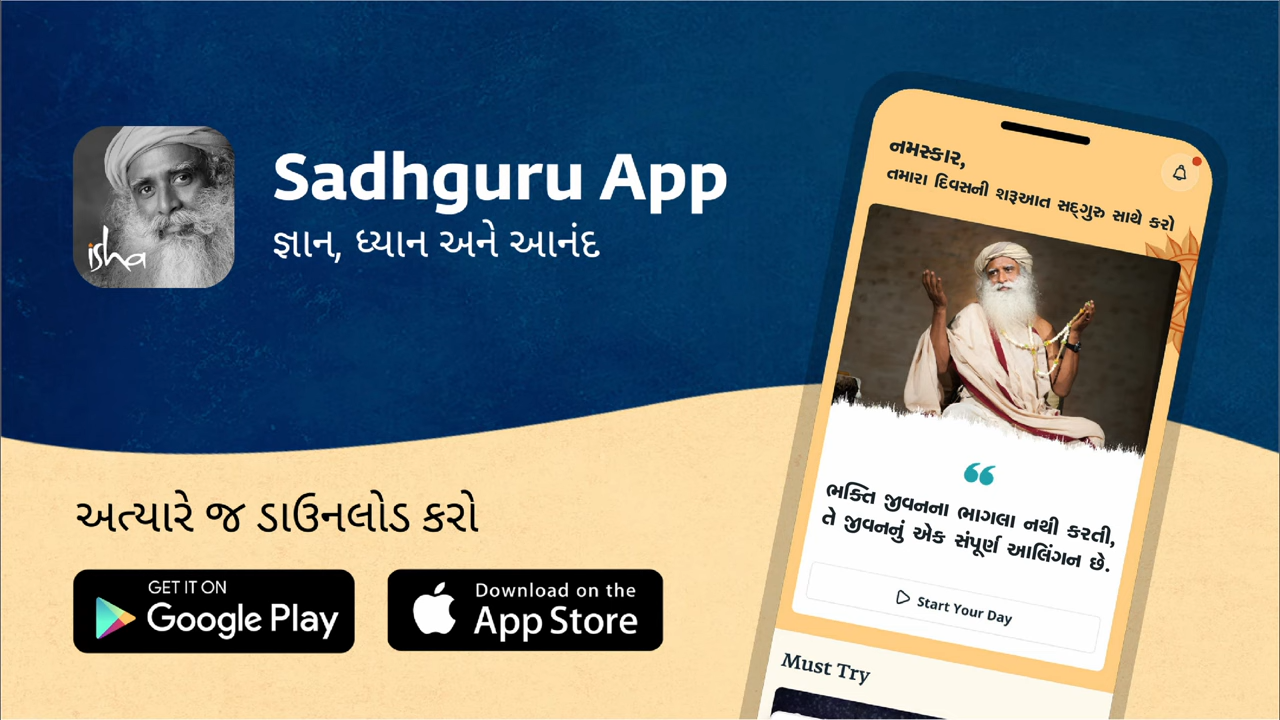 isha
Sadhguru App
જ્ઞાન, ધ્યાન અને આનંદ
અત્યારે જ ડાઉનલોડ કરો
GET IT ON
Google Play
Download on the
App Store
નમસ્કાર,
તમારા દિવસની શરૂઆત સદ્‌ગુરુ સાથે કરો
“
ભક્તિ જીવનના ભાગલા નથી કરતી,
તે જીવનનું એક સંપૂર્ણ આલિંગન છે.
Start Your Day
Must Try